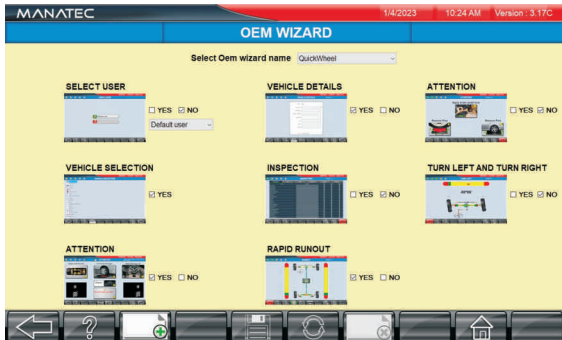 MANATEC
1/4/2023 10:24 AM Version : 3.17C
OEM WIZARD
Select Oem wizard name QuickWheel
SELECT USER
YES NO
Default user
VEHICLE DETAILS
YES NO
ATTENTION
YES NO
VEHICLE SELECTION
YES
INSPECTION
YES NO
TURN LEFT AND TURN RIGHT
YES NO
ATTENTION
YES NO
RAPID RUNOUT
YES NO